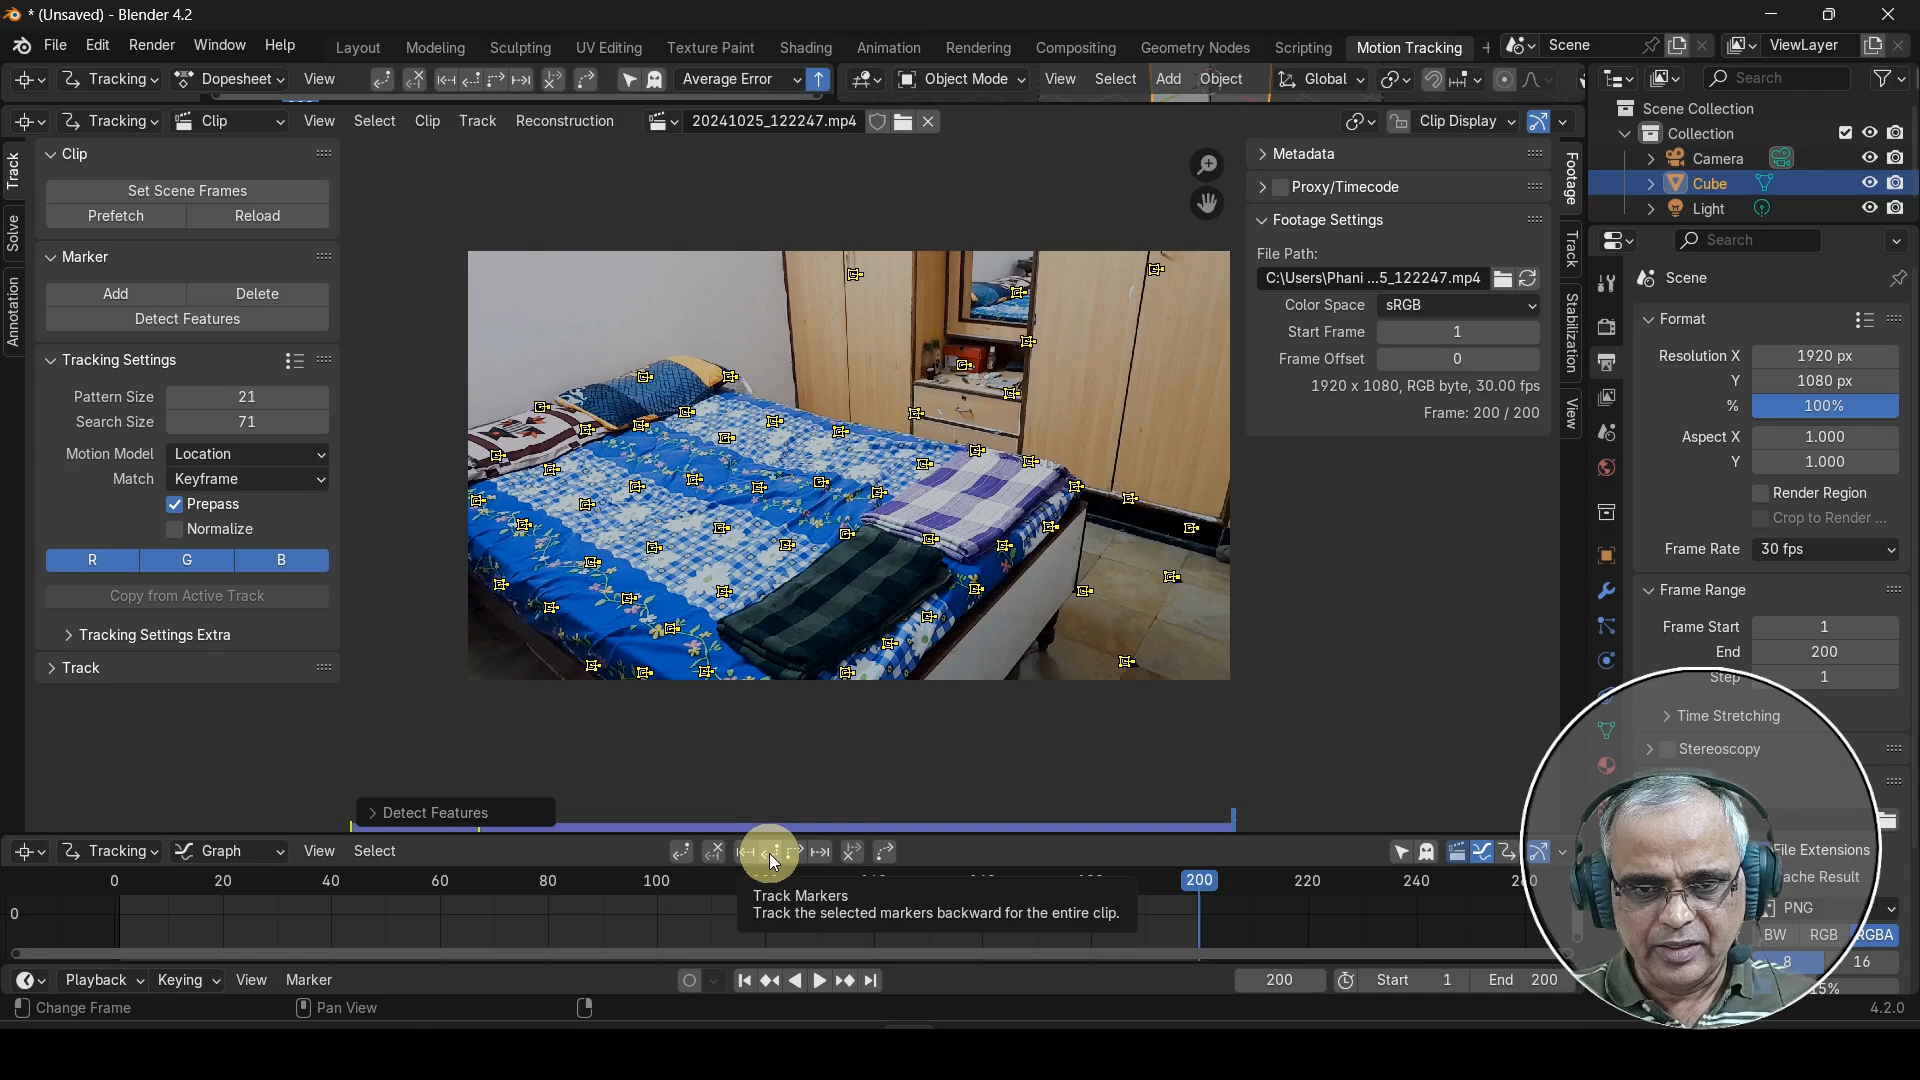 * (Unsaved) - Blender 4.2
File Edit Render Window Help Layout Modeling Sculpting UV Editing Texture Paint Shading Animation Rendering Compositing Geometry Nodes Scripting Motion Tracking + Scene ViewLayer
Tracking Dopesheet View Average Error Object Mode View Select Add Object Global Search
Tracking Clip View Select Clip Track Reconstruction 20241025_122247.mp4 Clip Display
Scene Collection
Collection
Camera
Cube
Light
Track
Solve
Annotation
Clip
Set Scene Frames
Prefetch Reload
Marker
Add Delete
Detect Features
Tracking Settings
Pattern Size 21
Search Size 71
Motion Model Location
Match Keyframe
Prepass
Normalize
R G B
Copy from Active Track
Tracking Settings Extra
Track
Detect Features
Metadata
Proxy/Timecode
Footage Settings
File Path:
C:\Users\Phani ...5_122247.mp4
Color Space sRGB
Start Frame 1
Frame Offset 0
1920 x 1080, RGB byte, 30.00 fps
Frame: 200 / 200
Footage
Track
Stabilization
View
Search
Scene
Format
Resolution X 1920 px
Y 1080 px
% 100%
Aspect X 1.000
Y 1.000
Render Region
Crop to Render ...
Frame Rate 30 fps
Frame Range
Frame Start 1
End 200
Step 1
Time Stretching
Stereoscopy
File Extensions
ache Result
PNG
BW RGB RGBA
8 16
15%
Tracking Graph View Select
0 20 40 60 80 100 200 220 240
0
Track Markers
Track the selected markers backward for the entire clip.
Playback Keying View Marker 200 Start 1 End 200
Change Frame Pan View 4.2.0